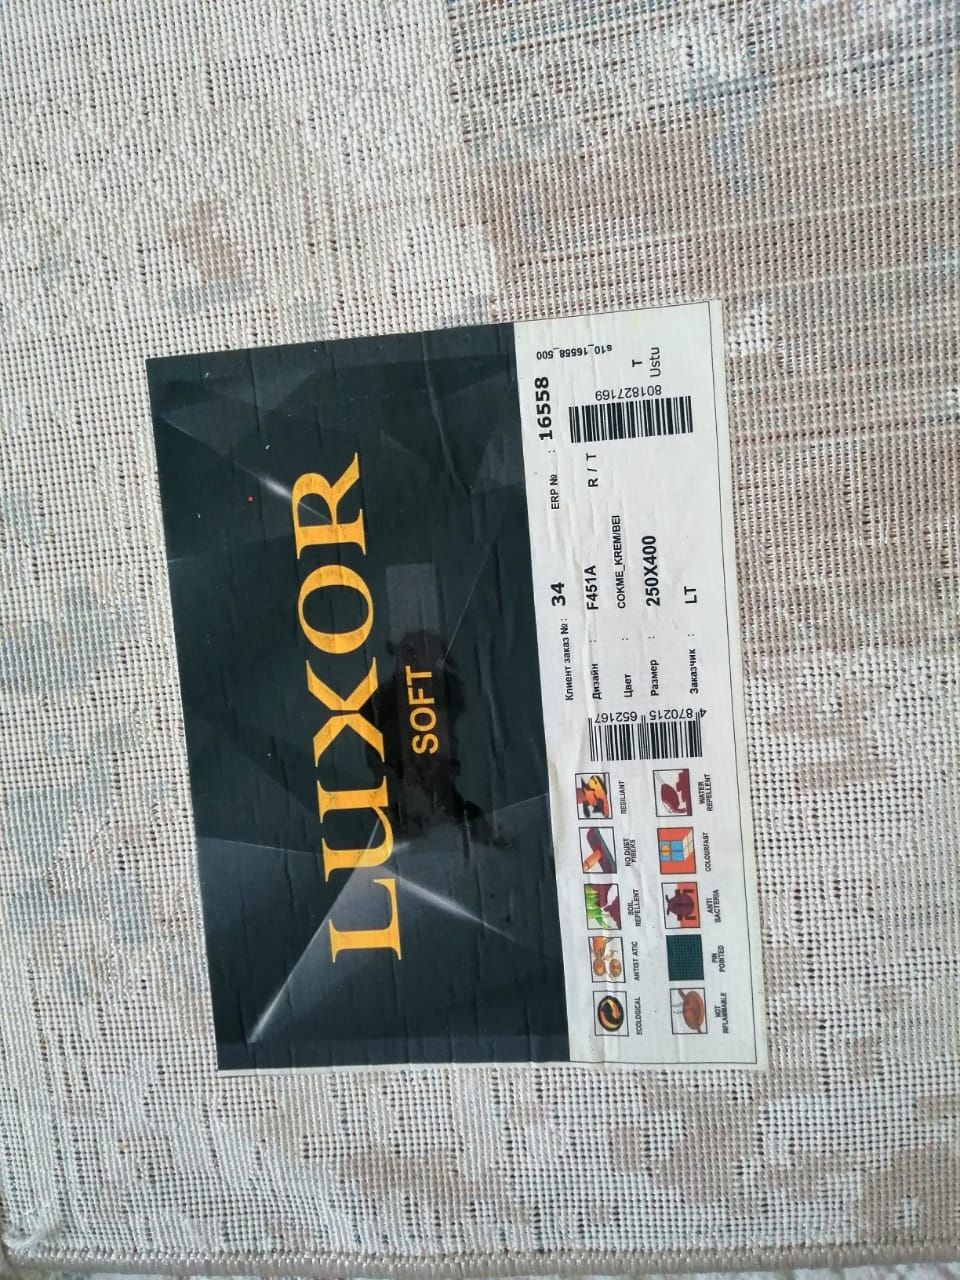 LUXOR
SOFT
Клиент заказ № : 34
ERP № : 16558
s10_16558_500
Дизайн : F451A R / T
Цвет : COKME_KREM/BEI
Размер : 250X400
Заказчик : LT
T
Ustu
801827169
4 870215 652167
ECOLOGICAL
ANTIST ATIC
SOIL REPELLENT
NO DUST FIBERS
RESILIANT
NOT INFLAMMABLE
PIN POINTED
ANTI BACTERIA
COLOURFAST
WATER REPELLENT